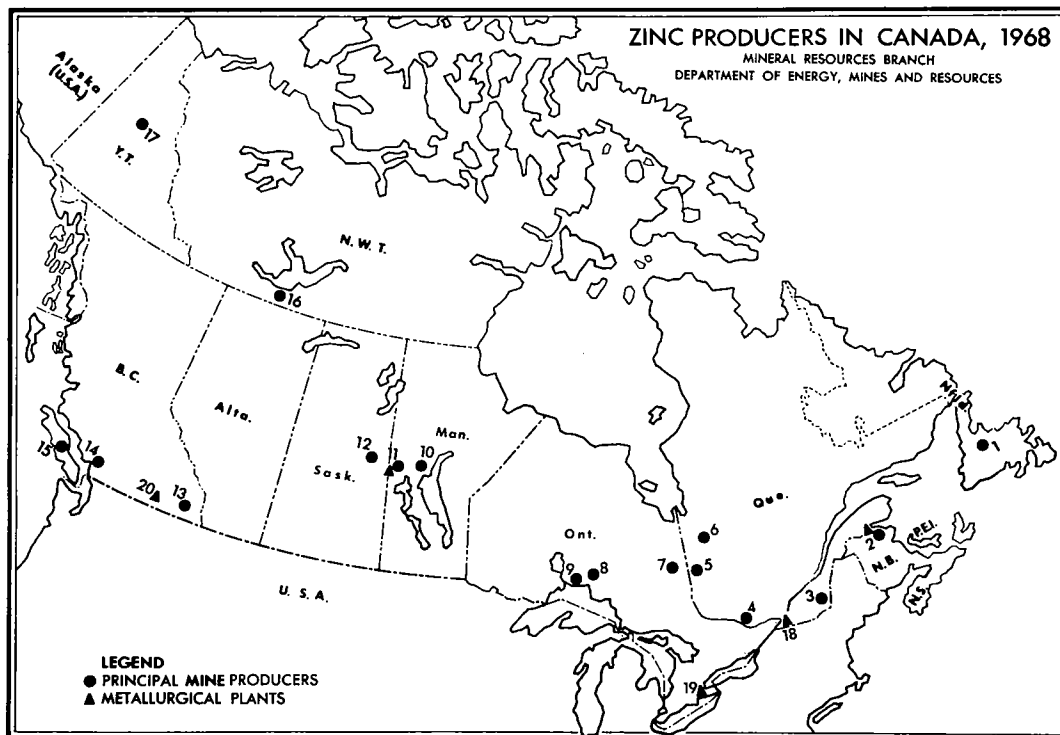 ZINC PRODUCERS IN CANADA, 1968
MINERAL RESOURCES BRANCH
DEPARTMENT OF ENERGY, MINES AND RESOURCES
Alaska
(U.S.A.)
17
Y.T.
N.W.T.
16
B.C.
Alta.
Sask.
Man.
12
11
10
15
14
20
13
U.S.A.
Ont.
Que.
Nfld.
1
2
P.E.I.
N.B.
N.S.
3
4
5
6
7
8
9
18
19
LEGEND
PRINCIPAL MINE PRODUCERS
METALLURGICAL PLANTS